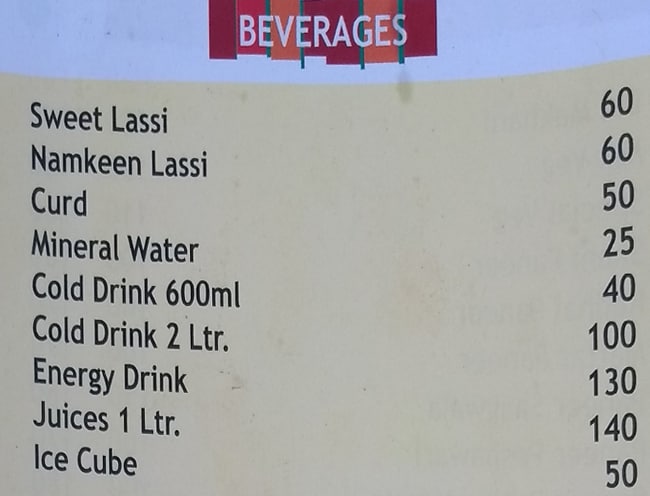 BEVERAGES
Sweet Lassi 60
Namkeen Lassi 60
Curd 50
Mineral Water 25
Cold Drink 600ml 40
Cold Drink 2 Ltr. 100
Energy Drink 130
Juices 1 Ltr. 140
Ice Cube 50